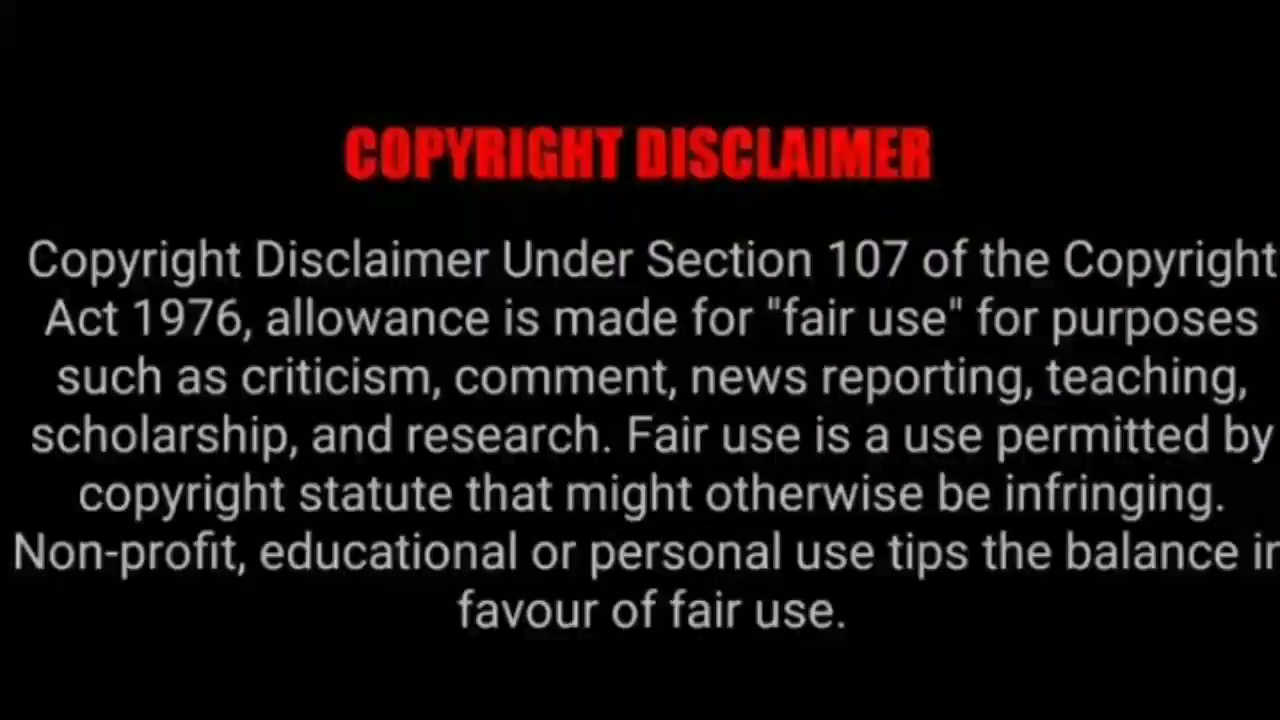 COPYRIGHT DISCLAIMER
Copyright Disclaimer Under Section 107 of the Copyright
Act 1976, allowance is made for "fair use" for purposes
such as criticism, comment, news reporting, teaching,
scholarship, and research. Fair use is a use permitted by
copyright statute that might otherwise be infringing.
Non-profit, educational or personal use tips the balance in
favour of fair use.